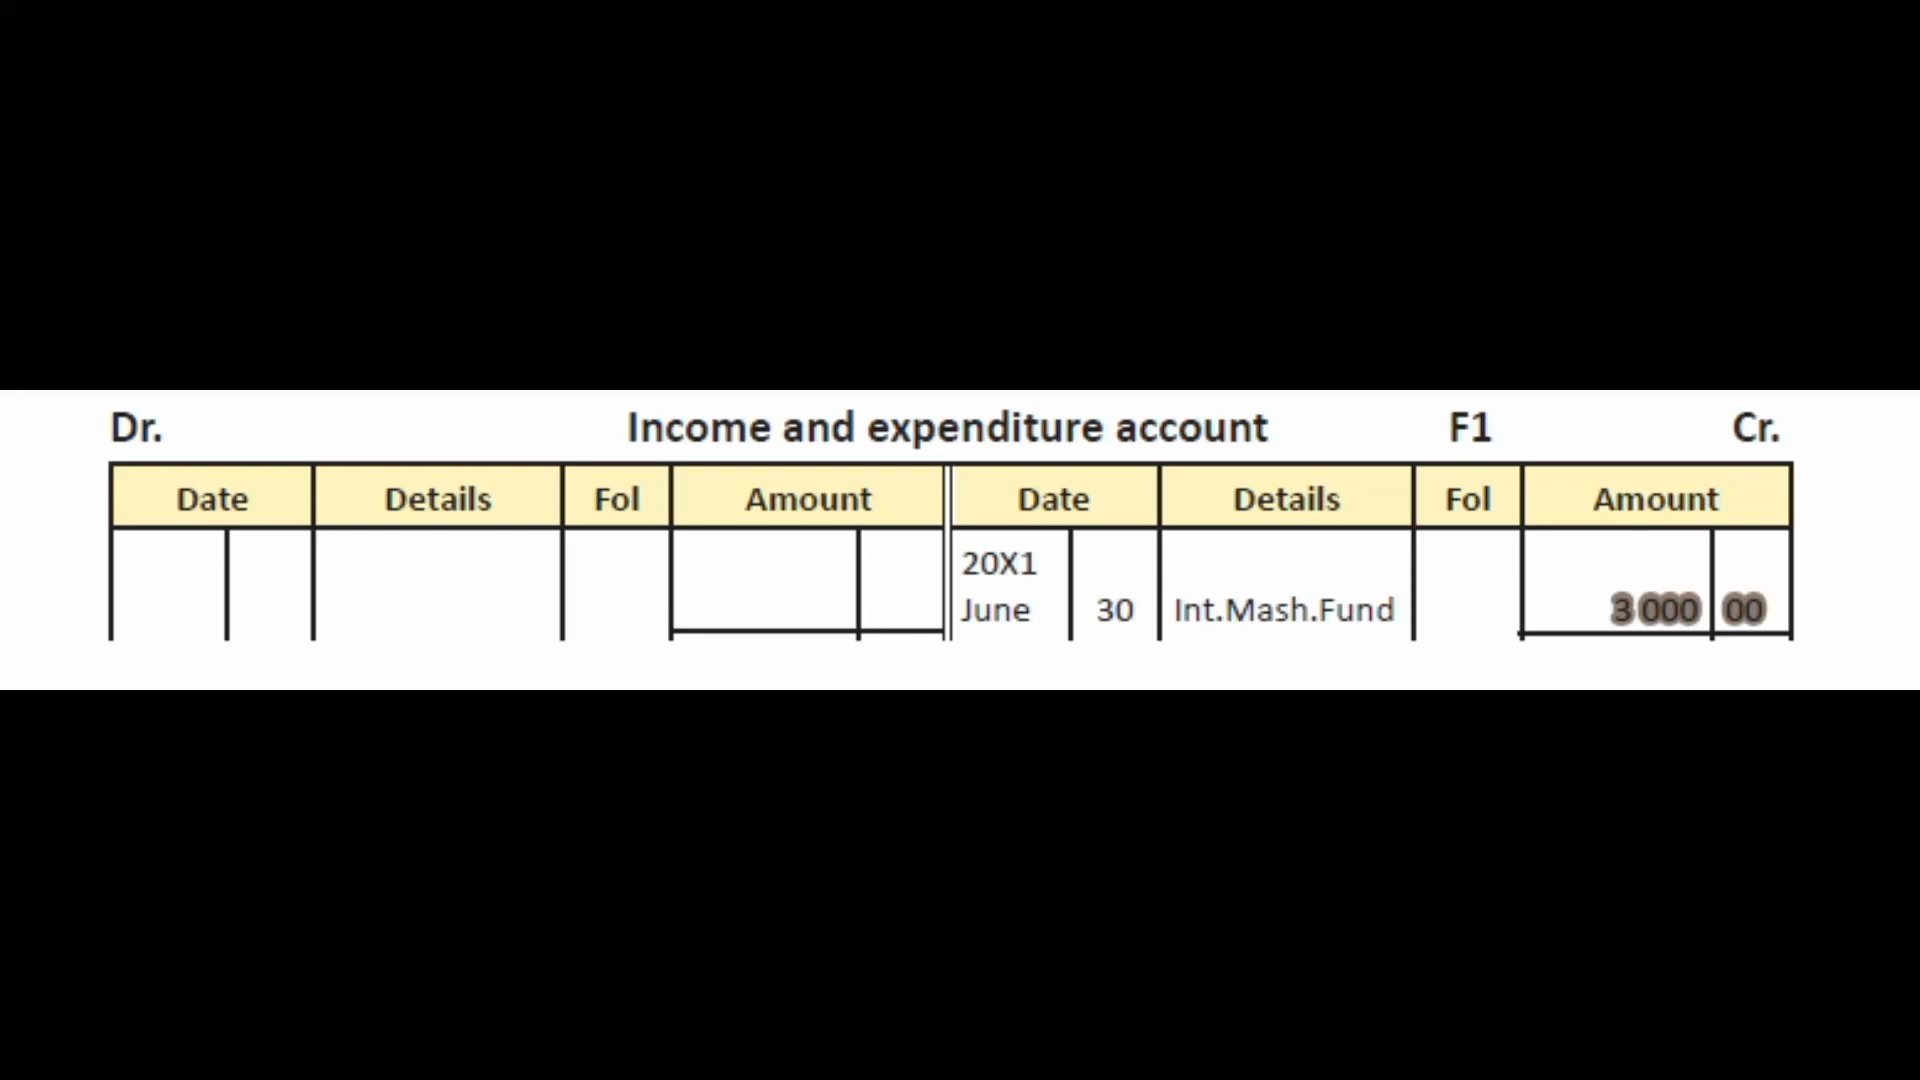 Dr. Income and expenditure account F1 Cr.
Date Details Fol Amount Date Details Fol Amount
20X1
June 30 Int.Mash.Fund 3 000 00